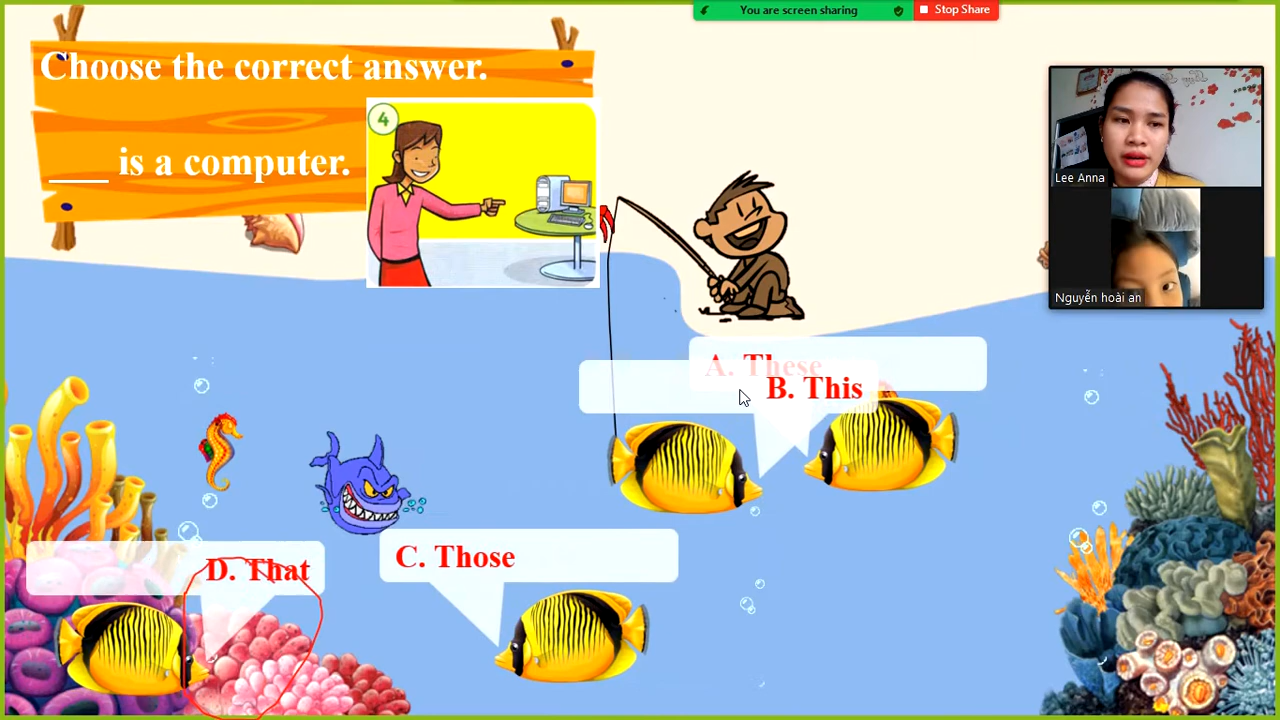 You are screen sharing
Stop Share
Choose the correct answer.
___ is a computer.
4
Lee Anna
Nguyễn hoài an
A. These
B. This
C. Those
D. That